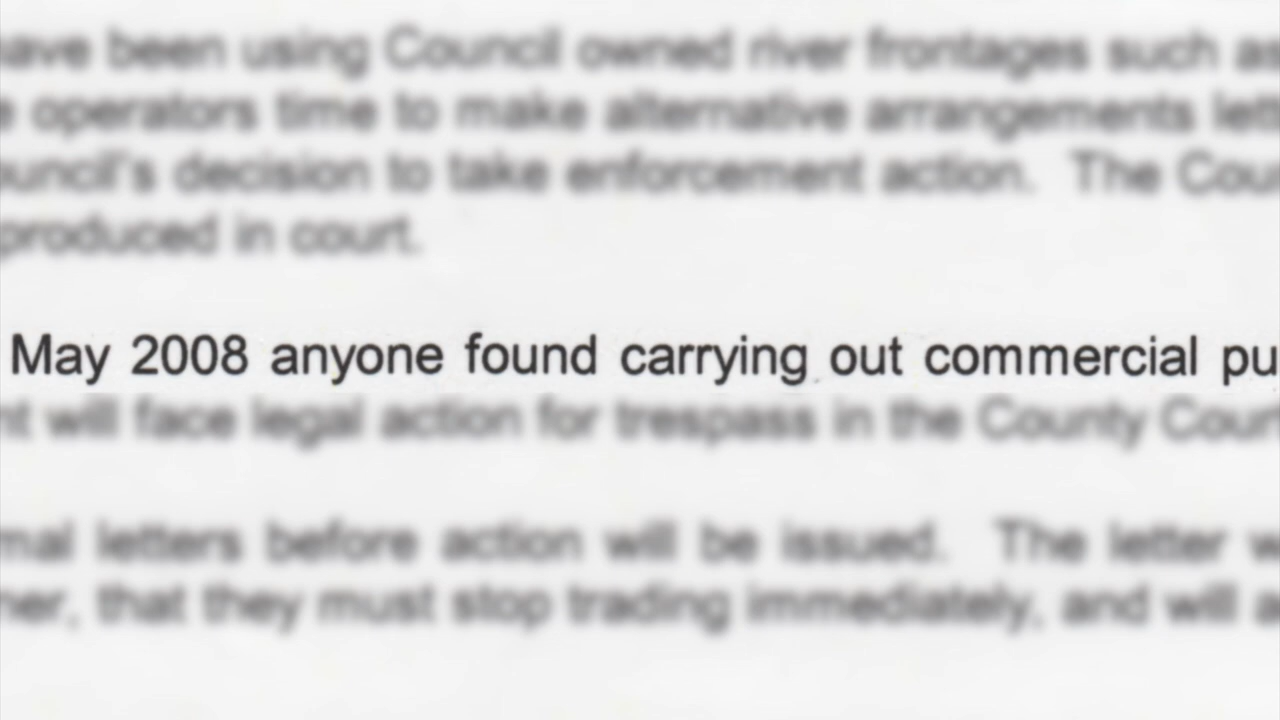 have been using Council owned river frontages such as
e operators time to make alternative arrangements lett
ouncil's decision to take enforcement action. The Cou
produced in court.
May 2008 anyone found carrying out commercial pu
nt will face legal action for trespass in the County Cour
mal letters before action will be issued. The letter w
ner, that they must stop trading immediately, and will a